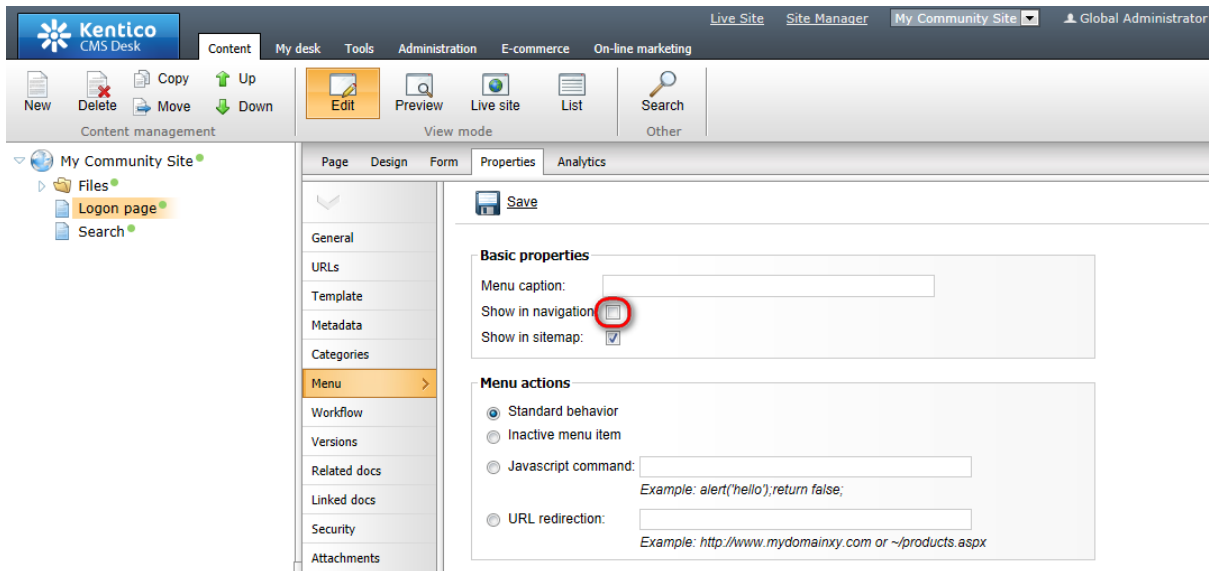 Kentico
CMS Desk
Live Site Site Manager My Community Site Global Administrator
Content My desk Tools Administration E-commerce On-line marketing
New Delete Copy Move Up Down
Content management
Edit Preview Live site List
View mode
Search
Other
My Community Site
Files
Logon page
Search
Page Design Form Properties Analytics
General
URLs
Template
Metadata
Categories
Menu >
Workflow
Versions
Related docs
Linked docs
Security
Attachments
Save
Basic properties
Menu caption:
Show in navigation
Show in sitemap:
Menu actions
Standard behavior
Inactive menu item
Javascript command:
Example: alert('hello');return false;
URL redirection:
Example: http://www.mydomainxy.com or ~/products.aspx